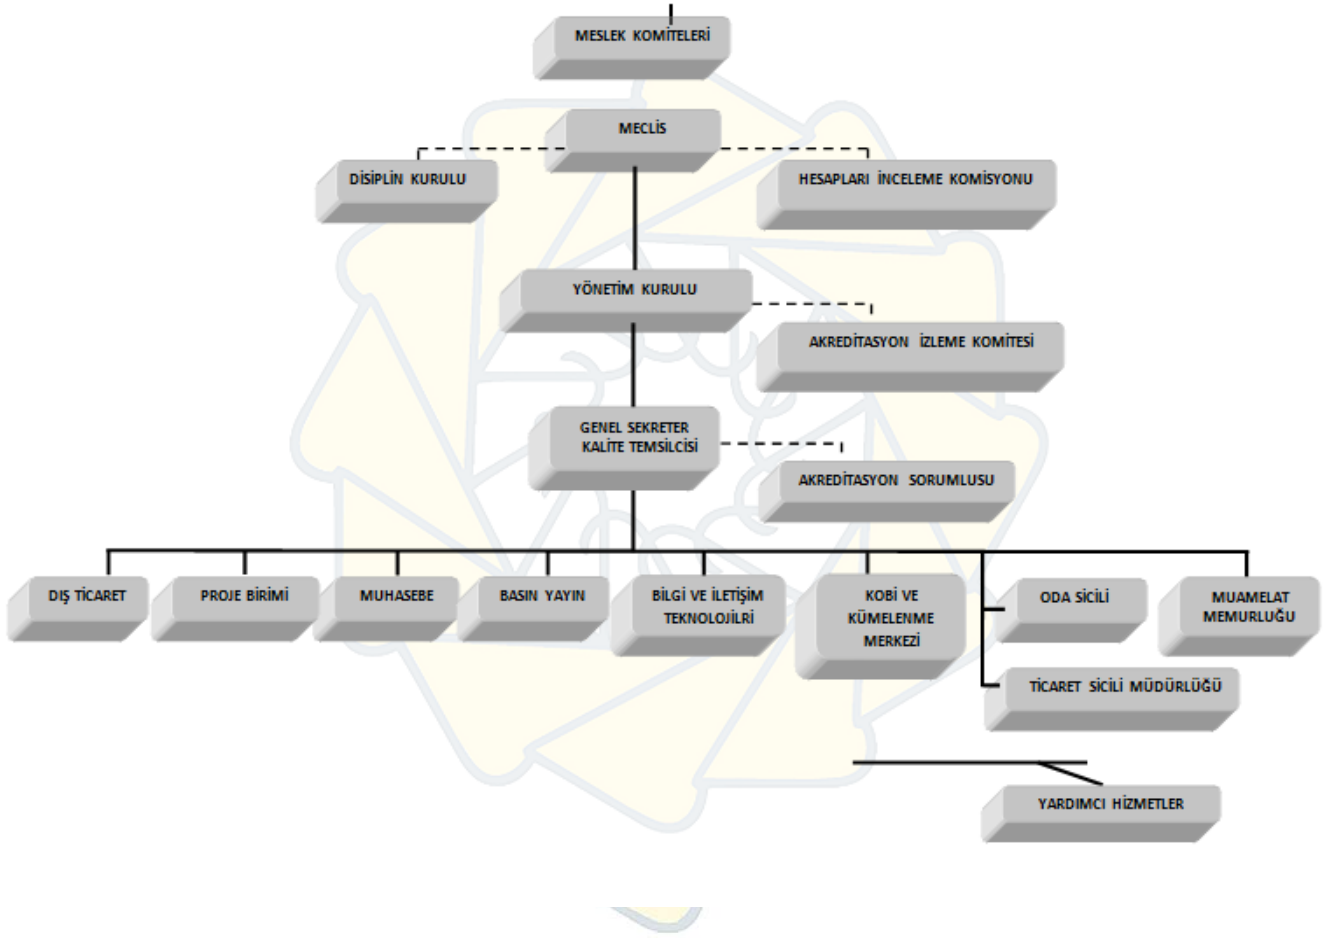 MESLEK KOMİTELERİ
MECLİS
DİSİPLİN KURULU
HESAPLARI İNCELEME KOMİSYONU
YÖNETİM KURULU
AKREDİTASYON İZLEME KOMİTESİ
GENEL SEKRETER
KALİTE TEMSİLCİSİ
AKREDİTASYON SORUMLUSU
DIŞ TİCARET
PROJE BİRİMİ
MUHASEBE
BASIN YAYIN
BİLGİ VE İLETİŞİM
TEKNOLOJİLRİ
KOBİ VE
KÜMELENME
MERKEZİ
ODA SİCİLİ
MUAMELAT
MEMURLUĞU
TİCARET SİCİLİ MÜDÜRLÜĞÜ
YARDIMCI HİZMETLER